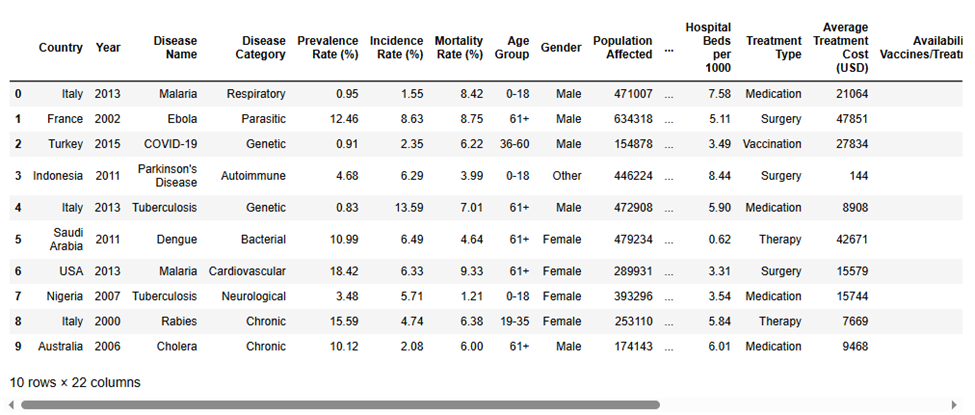 Country Year Disease Name Disease Category Prevalence Rate (%) Incidence Rate (%) Mortality Rate (%) Age Group Gender Population Affected ... Hospital Beds per 1000 Treatment Type Average Treatment Cost (USD)
0 Italy 2013 Malaria Respiratory 0.95 1.55 8.42 0-18 Male 471007 ... 7.58 Medication 21064
1 France 2002 Ebola Parasitic 12.46 8.63 8.75 61+ Male 634318 ... 5.11 Surgery 47851
2 Turkey 2015 COVID-19 Genetic 0.91 2.35 6.22 36-60 Male 154878 ... 3.49 Vaccination 27834
3 Indonesia 2011 Parkinson's Disease Autoimmune 4.68 6.29 3.99 0-18 Other 446224 ... 8.44 Surgery 144
4 Italy 2013 Tuberculosis Genetic 0.83 13.59 7.01 61+ Male 472908 ... 5.90 Medication 8908
5 Saudi Arabia 2011 Dengue Bacterial 10.99 6.49 4.64 61+ Female 479234 ... 0.62 Therapy 42671
6 USA 2013 Malaria Cardiovascular 18.42 6.33 9.33 61+ Female 289931 ... 3.31 Surgery 15579
7 Nigeria 2007 Tuberculosis Neurological 3.48 5.71 1.21 0-18 Female 393296 ... 3.54 Medication 15744
8 Italy 2000 Rabies Chronic 15.59 4.74 6.38 19-35 Female 253110 ... 5.84 Therapy 7669
9 Australia 2006 Cholera Chronic 10.12 2.08 6.00 61+ Male 174143 ... 6.01 Medication 9468
10 rows × 22 columns